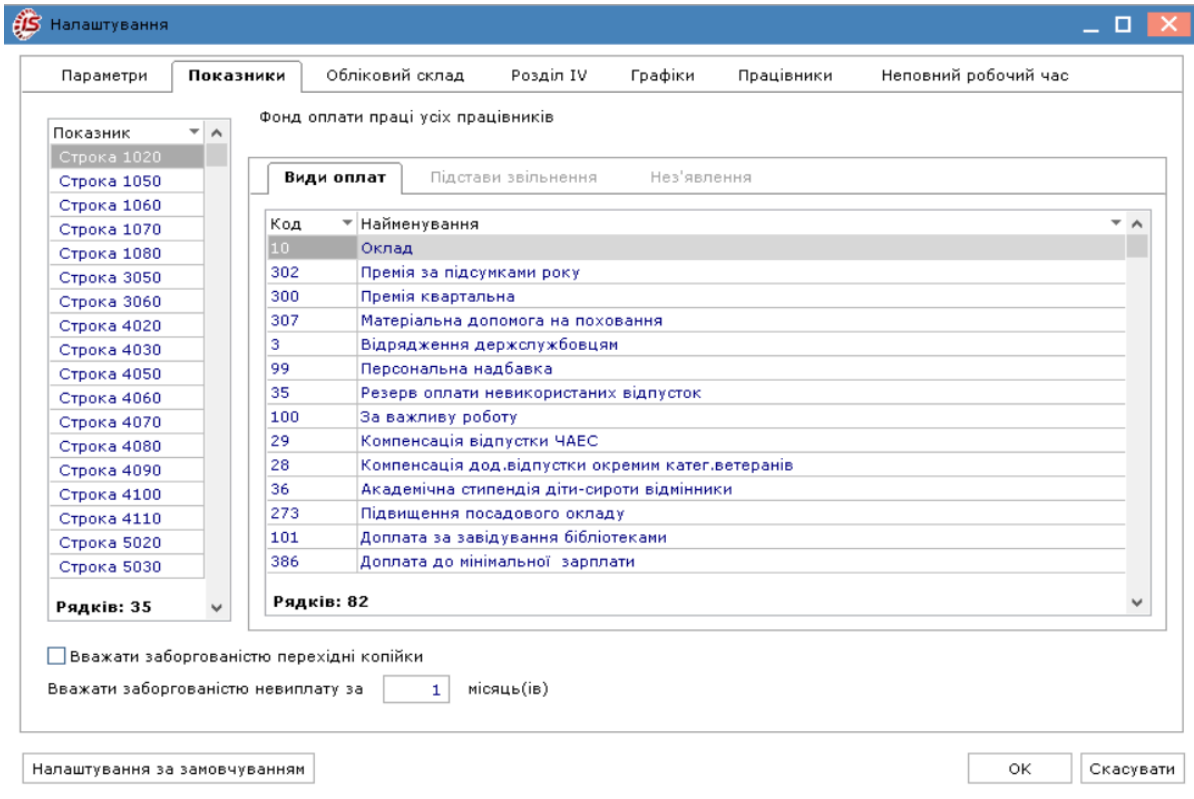 Налаштування
Параметри Показники Обліковий склад Розділ IV Графіки Працівники Неповний робочий час
Фонд оплати праці усіх працівників
Показник
Строка 1020
Строка 1050
Строка 1060
Строка 1070
Строка 1080
Строка 3050
Строка 3060
Строка 4020
Строка 4030
Строка 4050
Строка 4060
Строка 4070
Строка 4080
Строка 4090
Строка 4100
Строка 4110
Строка 5020
Строка 5030
Рядків: 35
Види оплат Підстави звільнення Нез'явлення
Код Найменування
10 Оклад
302 Премія за підсумками року
300 Премія квартальна
307 Матеріальна допомога на поховання
3 Відрядження держслужбовцям
99 Персональна надбавка
35 Резерв оплати невикористаних відпусток
100 За важливу роботу
29 Компенсація відпустки ЧАЕС
28 Компенсація дод.відпустки окремим катег.ветеранів
36 Академічна стипендія діти-сироти відмінники
273 Підвищення посадового окладу
101 Доплата за завідування бібліотеками
386 Доплата до мінімальної зарплати
Рядків: 82
Вважати заборгованістю перехідні копійки
Вважати заборгованістю невиплату за 1 місяць(ів)
Налаштування за замовчуванням ОК Скасувати